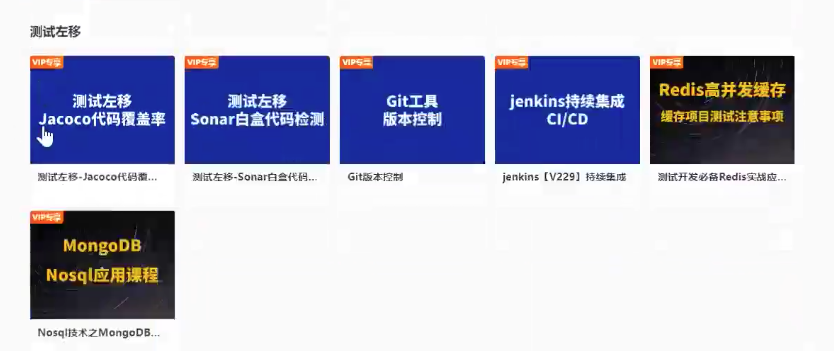 测试左移
VIP专享
测试左移
Jacoco代码覆盖率
测试左移-Jacoco代码覆...
VIP专享
测试左移
Sonar白盒代码检测
测试左移-Sonar白盒代码...
VIP专享
Git工具
版本控制
Git版本控制
VIP专享
jenkins持续集成
CI/CD
jenkins【V229】持续集成
VIP专享
Redis高并发缓存
缓存项目测试注意事项
测试开发必备Redis实战应...
VIP专享
MongoDB
Nosql应用课程
Nosql技术之MongoDB...